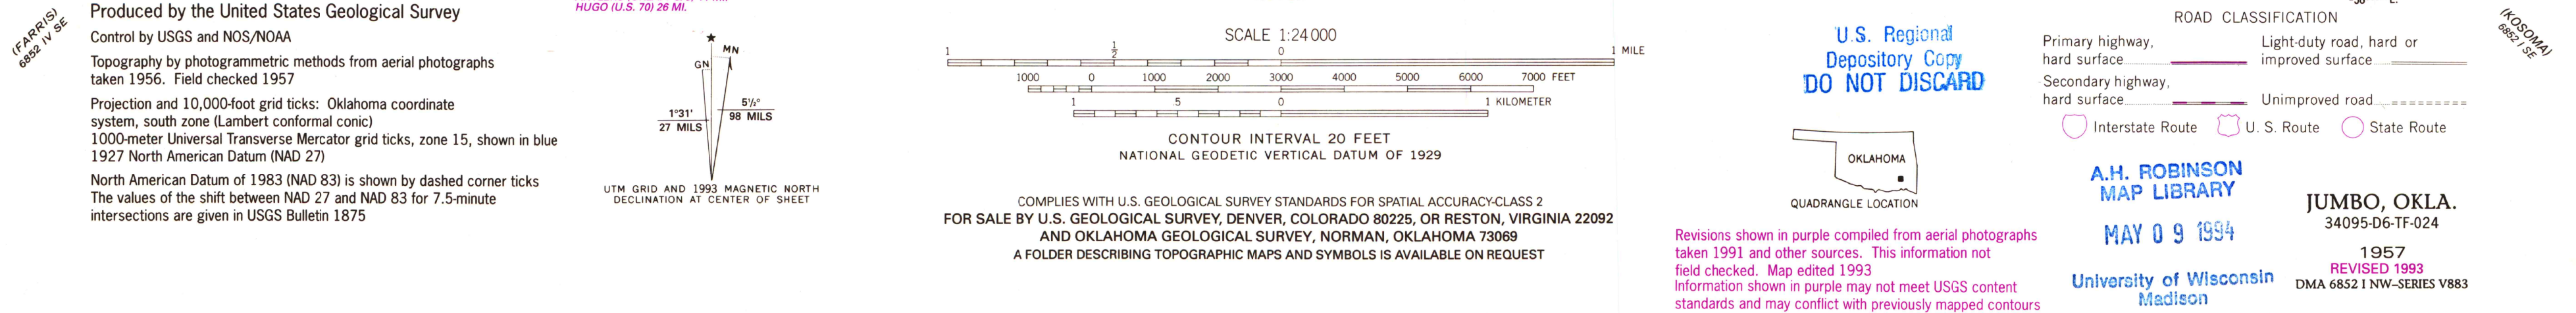 (FARRIS)
6852 IV SE
Produced by the United States Geological Survey
Control by USGS and NOS/NOAA
Topography by photogrammetric methods from aerial photographs
taken 1956. Field checked 1957
Projection and 10,000-foot grid ticks: Oklahoma coordinate
system, south zone (Lambert conformal conic)
1000-meter Universal Transverse Mercator grid ticks, zone 15, shown in blue
1927 North American Datum (NAD 27)
North American Datum of 1983 (NAD 83) is shown by dashed corner ticks
The values of the shift between NAD 27 and NAD 83 for 7.5-minute
intersections are given in USGS Bulletin 1875
HUGO (U.S. 70) 26 MI.
MN
GN
1°31'
27 MILS
5½°
98 MILS
UTM GRID AND 1993 MAGNETIC NORTH
DECLINATION AT CENTER OF SHEET
SCALE 1:24 000
1 ½ 0 1 MILE
1000 0 1000 2000 3000 4000 5000 6000 7000 FEET
1 .5 0 1 KILOMETER
CONTOUR INTERVAL 20 FEET
NATIONAL GEODETIC VERTICAL DATUM OF 1929
COMPLIES WITH U.S. GEOLOGICAL SURVEY STANDARDS FOR SPATIAL ACCURACY-CLASS 2
FOR SALE BY U.S. GEOLOGICAL SURVEY, DENVER, COLORADO 80225, OR RESTON, VIRGINIA 22092
AND OKLAHOMA GEOLOGICAL SURVEY, NORMAN, OKLAHOMA 73069
A FOLDER DESCRIBING TOPOGRAPHIC MAPS AND SYMBOLS IS AVAILABLE ON REQUEST
U.S. Regional
Depository Copy
DO NOT DISCARD
OKLAHOMA
QUADRANGLE LOCATION
Revisions shown in purple compiled from aerial photographs
taken 1991 and other sources. This information not
field checked. Map edited 1993
Information shown in purple may not meet USGS content
standards and may conflict with previously mapped contours
ROAD CLASSIFICATION
Primary highway,
hard surface
Light-duty road, hard or
improved surface
Secondary highway,
hard surface
Unimproved road
Interstate Route U. S. Route State Route
A.H. ROBINSON
MAP LIBRARY
MAY 09 1994
University of Wisconsin
Madison
JUMBO, OKLA.
34095-D6-TF-024
1957
REVISED 1993
DMA 6852 I NW-SERIES V883
(KOSOMA)
6852 I SE